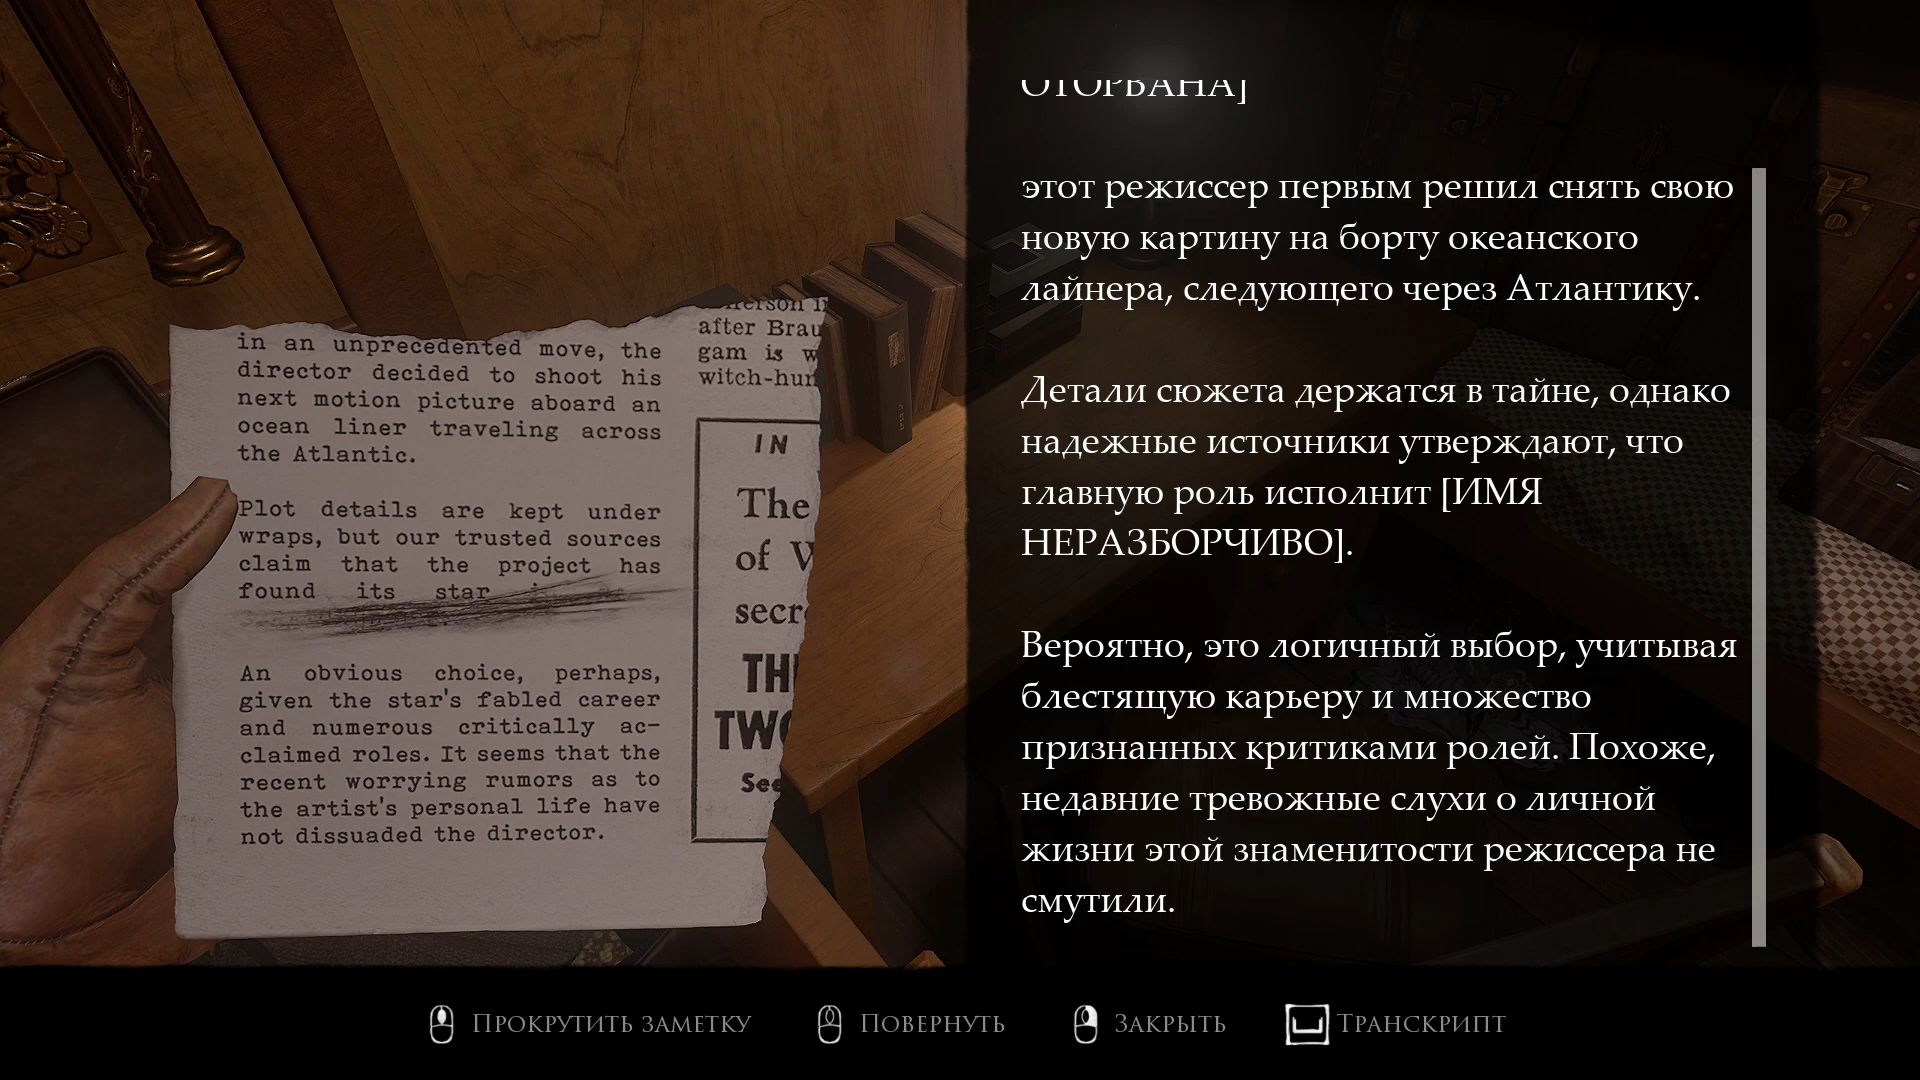 in an unprecedented move, the
director decided to shoot his
next motion picture aboard an
ocean liner traveling across
the Atlantic.
Plot details are kept under
wraps, but our trusted sources
claim that the project has
found its star
An obvious choice, perhaps,
given the star's fabled career
and numerous critically ac-
claimed roles. It seems that the
recent worrying rumors as to
the artist's personal life have
not dissuaded the director.
after Brau
gam is w
witch-hun
IN
The
of V
secr
TH
TWO
See
ОТОРВАНА]
этот режиссер первым решил снять свою
новую картину на борту океанского
лайнера, следующего через Атлантику.
Детали сюжета держатся в тайне, однако
надежные источники утверждают, что
главную роль исполнит [ИМЯ
НЕРАЗБОРЧИВО].
Вероятно, это логичный выбор, учитывая
блестящую карьеру и множество
признанных критиками ролей. Похоже,
недавние тревожные слухи о личной
жизни этой знаменитости режиссера не
смутили.
Прокрутить заметку
Повернуть
Закрыть
Транскрипт